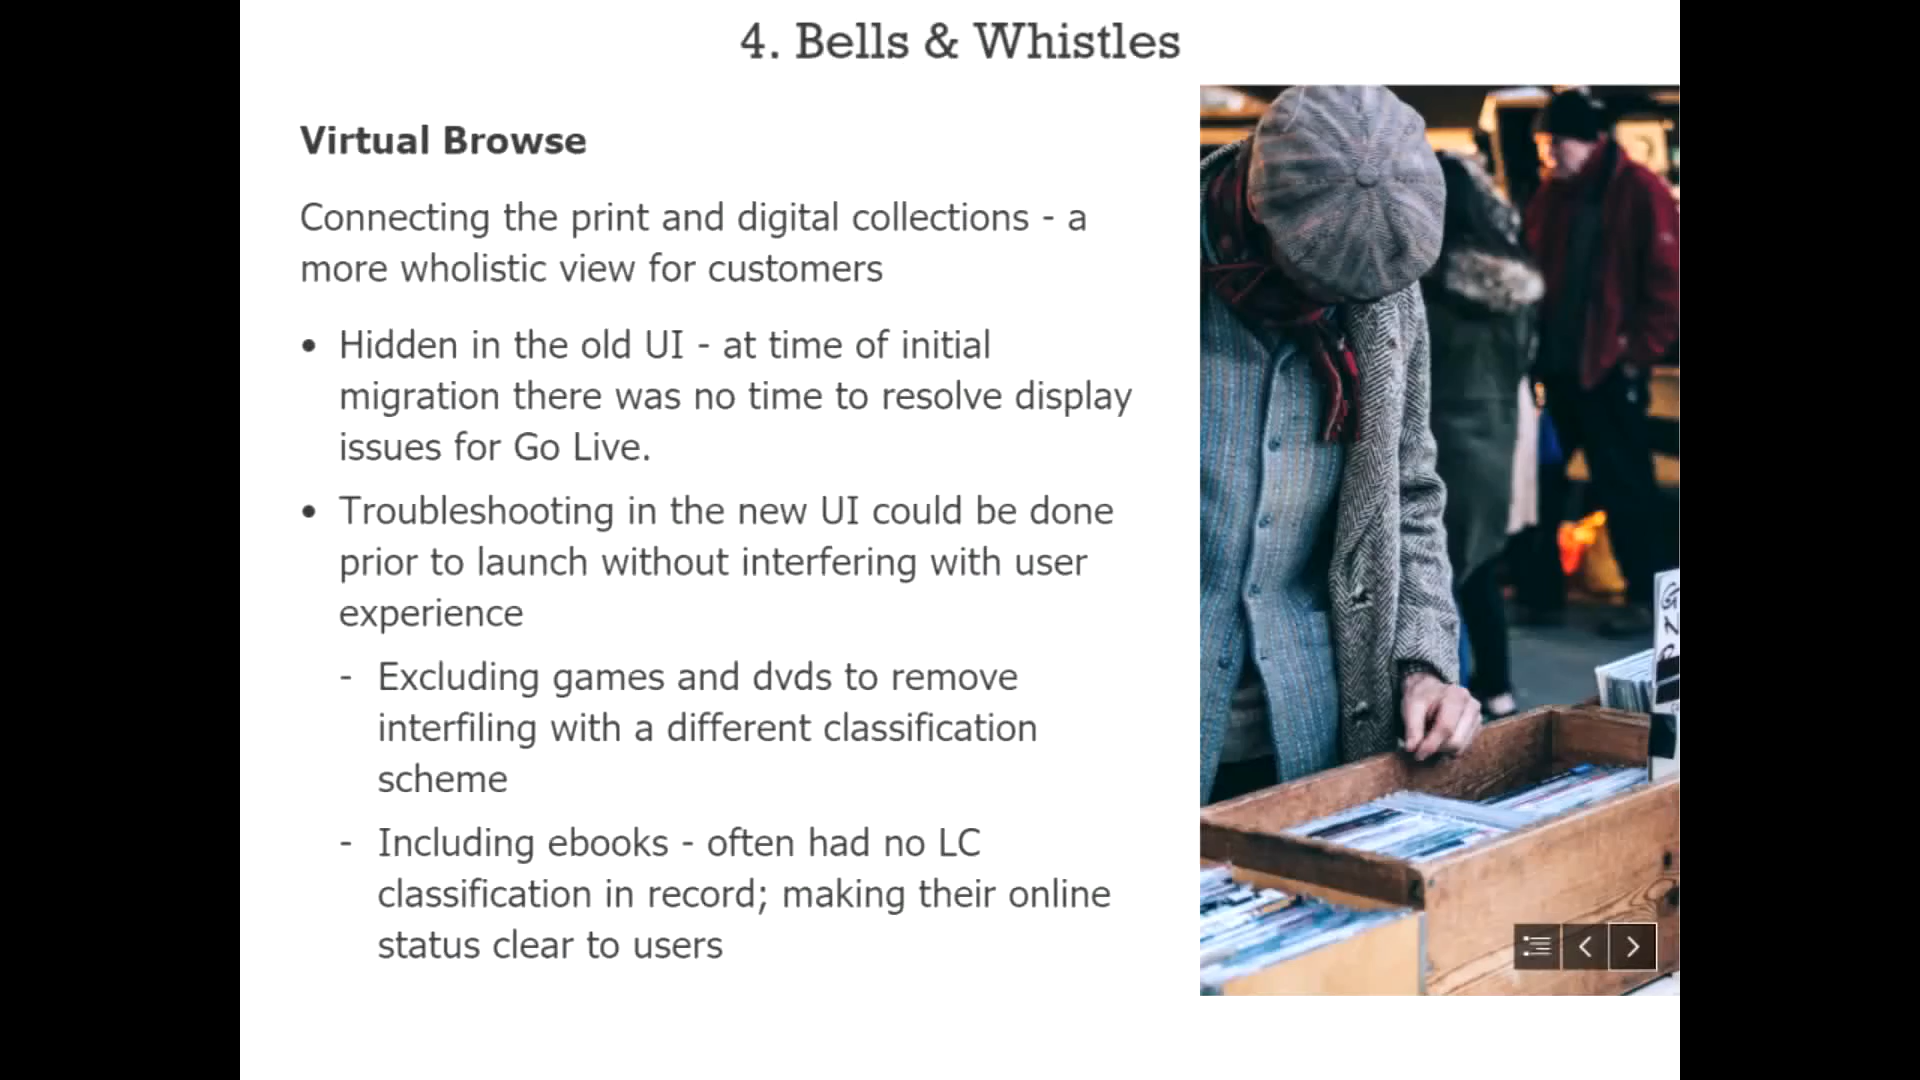 4. Bells & Whistles
Virtual Browse
Connecting the print and digital collections - a
more wholistic view for customers
• Hidden in the old UI - at time of initial
migration there was no time to resolve display
issues for Go Live.
• Troubleshooting in the new UI could be done
prior to launch without interfering with user
experience
- Excluding games and dvds to remove
interfiling with a different classification
scheme
- Including ebooks - often had no LC
classification in record; making their online
status clear to users